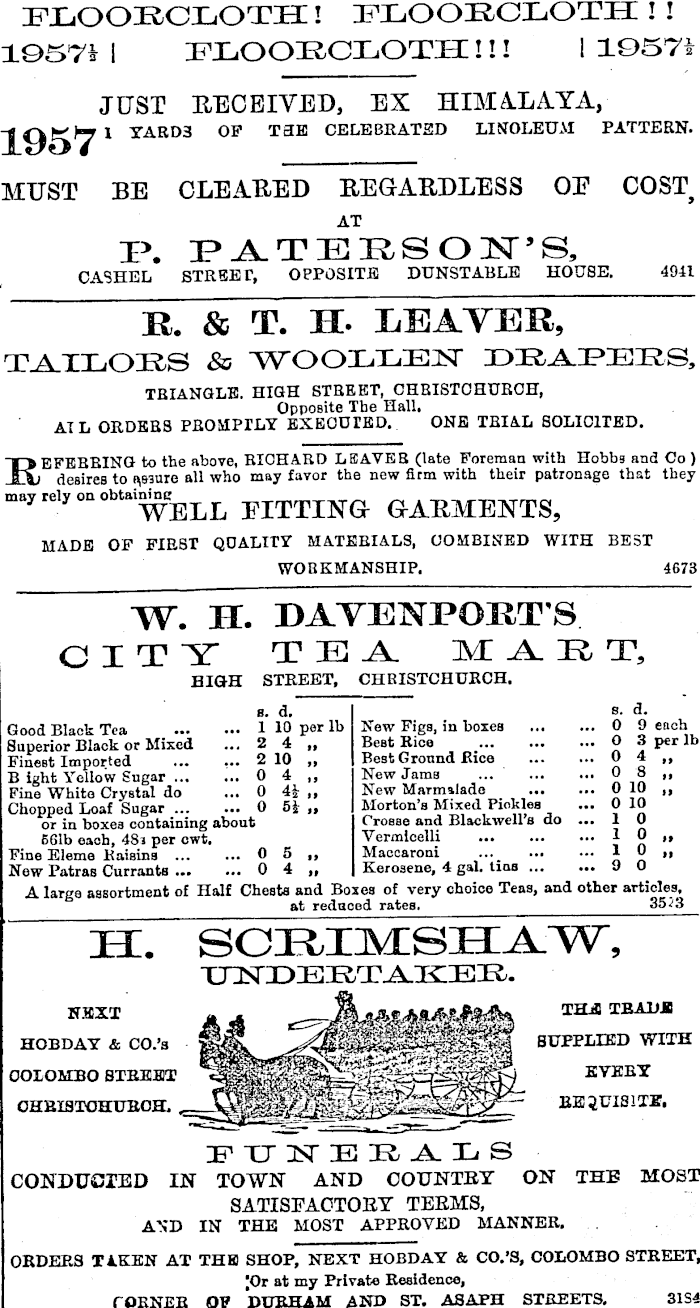 FLOORCLOTH! FLOORCLOTH!!
1957½ | FLOORCLOTH!!! | 1957½
JUST RECEIVED, EX HIMALAYA,
1957 YARDS OF THE CELEBRATED LINOLEUM PATTERN.
MUST BE CLEARED REGARDLESS OF COST,
AT
P. PATERSON'S,
CASHEL STREET, OPPOSITE DUNSTABLE HOUSE. 4941
R. & T. H. LEAVER,
TAILORS & WOOLLEN DRAPERS,
TRIANGLE. HIGH STREET, CHRISTCHURCH,
Opposite The Hall.
ALL ORDERS PROMPTLY EXECUTED. ONE TRIAL SOLICITED.
REFERRING to the above, RICHARD LEAVER (late Foreman with Hobbs and Co)
desires to assure all who may favor the new firm with their patronage that they
may rely on obtaining
WELL FITTING GARMENTS,
MADE OF FIRST QUALITY MATERIALS, COMBINED WITH BEST
WORKMANSHIP. 4673
W. H. DAVENPORT'S
CITY TEA MART,
HIGH STREET, CHRISTCHURCH.
s. d.
Good Black Tea ... ... 1 10 per lb
Superior Black or Mixed ... 2 4 ,,
Finest Imported ... 2 10 ,,
B ight Yellow Sugar ... ... 0 4 ,,
Fine White Crystal do ... 0 4½ ,,
Chopped Loaf Sugar ... ... 0 5½ ,,
or in boxes containing about
56lb each, 48s per cwt.
Fine Eleme Raisins ... ... 0 5 ,,
New Patras Currants ... ... 0 4 ,,
s. d.
New Figs, in boxes ... ... 0 9 each
Best Rice ... ... 0 3 per lb
Best Ground Rice ... ... 0 4 ,,
New Jams ... ... 0 8 ,,
New Marmalade ... ... 0 10 ,,
Morton's Mixed Pickles ... 0 10
Crosse and Blackwell's do ... 1 0
Vermicelli ... ... ... 1 0 ,,
Maccaroni ... ... ... 1 0 ,,
Kerosene, 4 gal. tins ... ... 9 0
A large assortment of Half Chests and Boxes of very choice Teas, and other articles,
at reduced rates. 3523
H. SCRIMSHAW,
UNDERTAKER.
NEXT
HOBDAY & CO.'s
COLOMBO STREET
CHRISTCHURCH.
THE TRADE
SUPPLIED WITH
EVERY
REQUISITE.
FUNERALS
CONDUCTED IN TOWN AND COUNTRY ON THE MOST
SATISFACTORY TERMS,
AND IN THE MOST APPROVED MANNER.
ORDERS TAKEN AT THE SHOP, NEXT HOBDAY & CO.'S, COLOMBO STREET,
Or at my Private Residence,
CORNER OF DURHAM AND ST. ASAPH STREETS. 3184